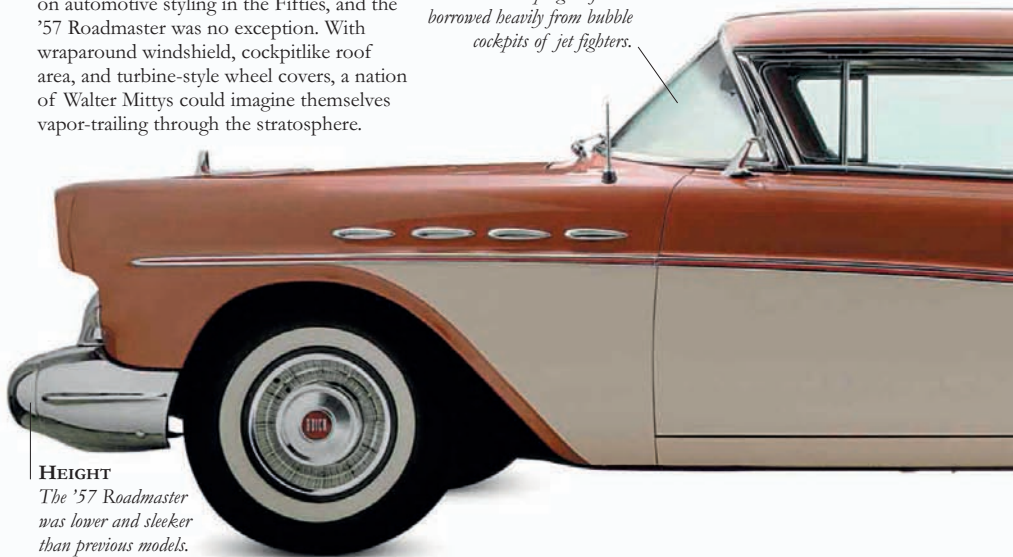 on automotive styling in the Fifties, and the
’57 Roadmaster was no exception. With
wraparound windshield, cockpitlike roof
area, and turbine-style wheel covers, a nation
of Walter Mittys could imagine themselves
vapor-trailing through the stratosphere.
borrowed heavily from bubble
cockpits of jet fighters.
BUICK
HEIGHT
The ’57 Roadmaster
was lower and sleeker
than previous models.